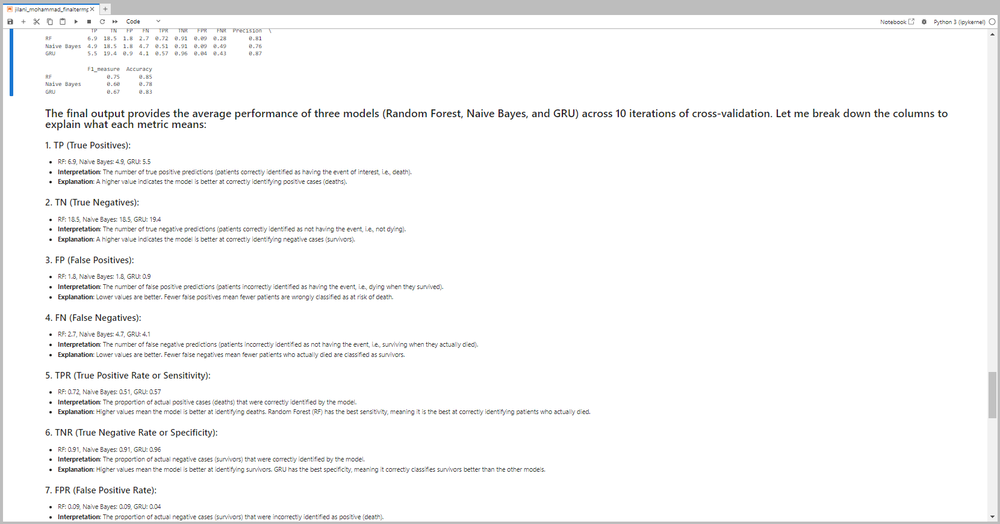 jilani_mohammad_finaltermp
Code
Notebook
Python 3 (ipykernel)
TP TN FP FN TPR TNR FPR FNR Precision \
RF 6.9 18.5 1.8 2.7 0.72 0.91 0.09 0.28 0.81
Naive Bayes 4.9 18.5 1.8 4.7 0.51 0.91 0.09 0.49 0.76
GRU 5.5 19.4 0.9 4.1 0.57 0.96 0.04 0.43 0.87
F1_measure Accuracy
RF 0.75 0.85
Naive Bayes 0.60 0.78
GRU 0.67 0.83
The final output provides the average performance of three models (Random Forest, Naive Bayes, and GRU) across 10 iterations of cross-validation. Let me break down the columns to
explain what each metric means:
1. TP (True Positives):
• RF: 6.9, Naive Bayes: 4.9, GRU: 5.5
• Interpretation: The number of true positive predictions (patients correctly identified as having the event of interest, i.e., death).
• Explanation: A higher value indicates the model is better at correctly identifying positive cases (deaths).
2. TN (True Negatives):
• RF: 18.5, Naive Bayes: 18.5, GRU: 19.4
• Interpretation: The number of true negative predictions (patients correctly identified as not having the event, i.e., not dying).
• Explanation: A higher value indicates the model is better at correctly identifying negative cases (survivors).
3. FP (False Positives):
• RF: 1.8, Naive Bayes: 1.8, GRU: 0.9
• Interpretation: The number of false positive predictions (patients incorrectly identified as having the event, i.e., dying when they survived).
• Explanation: Lower values are better. Fewer false positives mean fewer patients are wrongly classified as at risk of death.
4. FN (False Negatives):
• RF: 2.7, Naive Bayes: 4.7, GRU: 4.1
• Interpretation: The number of false negative predictions (patients incorrectly identified as not having the event, i.e., surviving when they actually died).
• Explanation: Lower values are better. Fewer false negatives mean fewer patients who actually died are classified as survivors.
5. TPR (True Positive Rate or Sensitivity):
• RF: 0.72, Naive Bayes: 0.51, GRU: 0.57
• Interpretation: The proportion of actual positive cases (deaths) that were correctly identified by the model.
• Explanation: Higher values mean the model is better at identifying deaths. Random Forest (RF) has the best sensitivity, meaning it is the best at correctly identifying patients who actually died.
6. TNR (True Negative Rate or Specificity):
• RF: 0.91, Naive Bayes: 0.91, GRU: 0.96
• Interpretation: The proportion of actual negative cases (survivors) that were correctly identified by the model.
• Explanation: Higher values mean the model is better at identifying survivors. GRU has the best specificity, meaning it correctly classifies survivors better than the other models.
7. FPR (False Positive Rate):
• RF: 0.09, Naive Bayes: 0.09, GRU: 0.04
• Interpretation: The proportion of actual negative cases (survivors) that were incorrectly identified as positive (death).